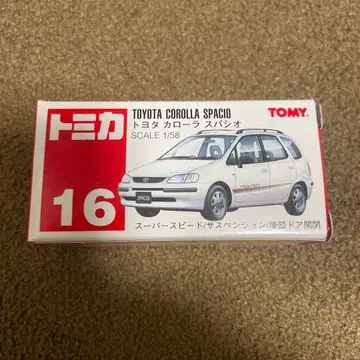 トミカ
16
TOYOTA COROLLA SPACIO
トヨタ カローラ スパシオ
SCALE 1/58
TOMY
SPACIO
SPACIO
スーパースピード/サスペンション/後部ドア開閉